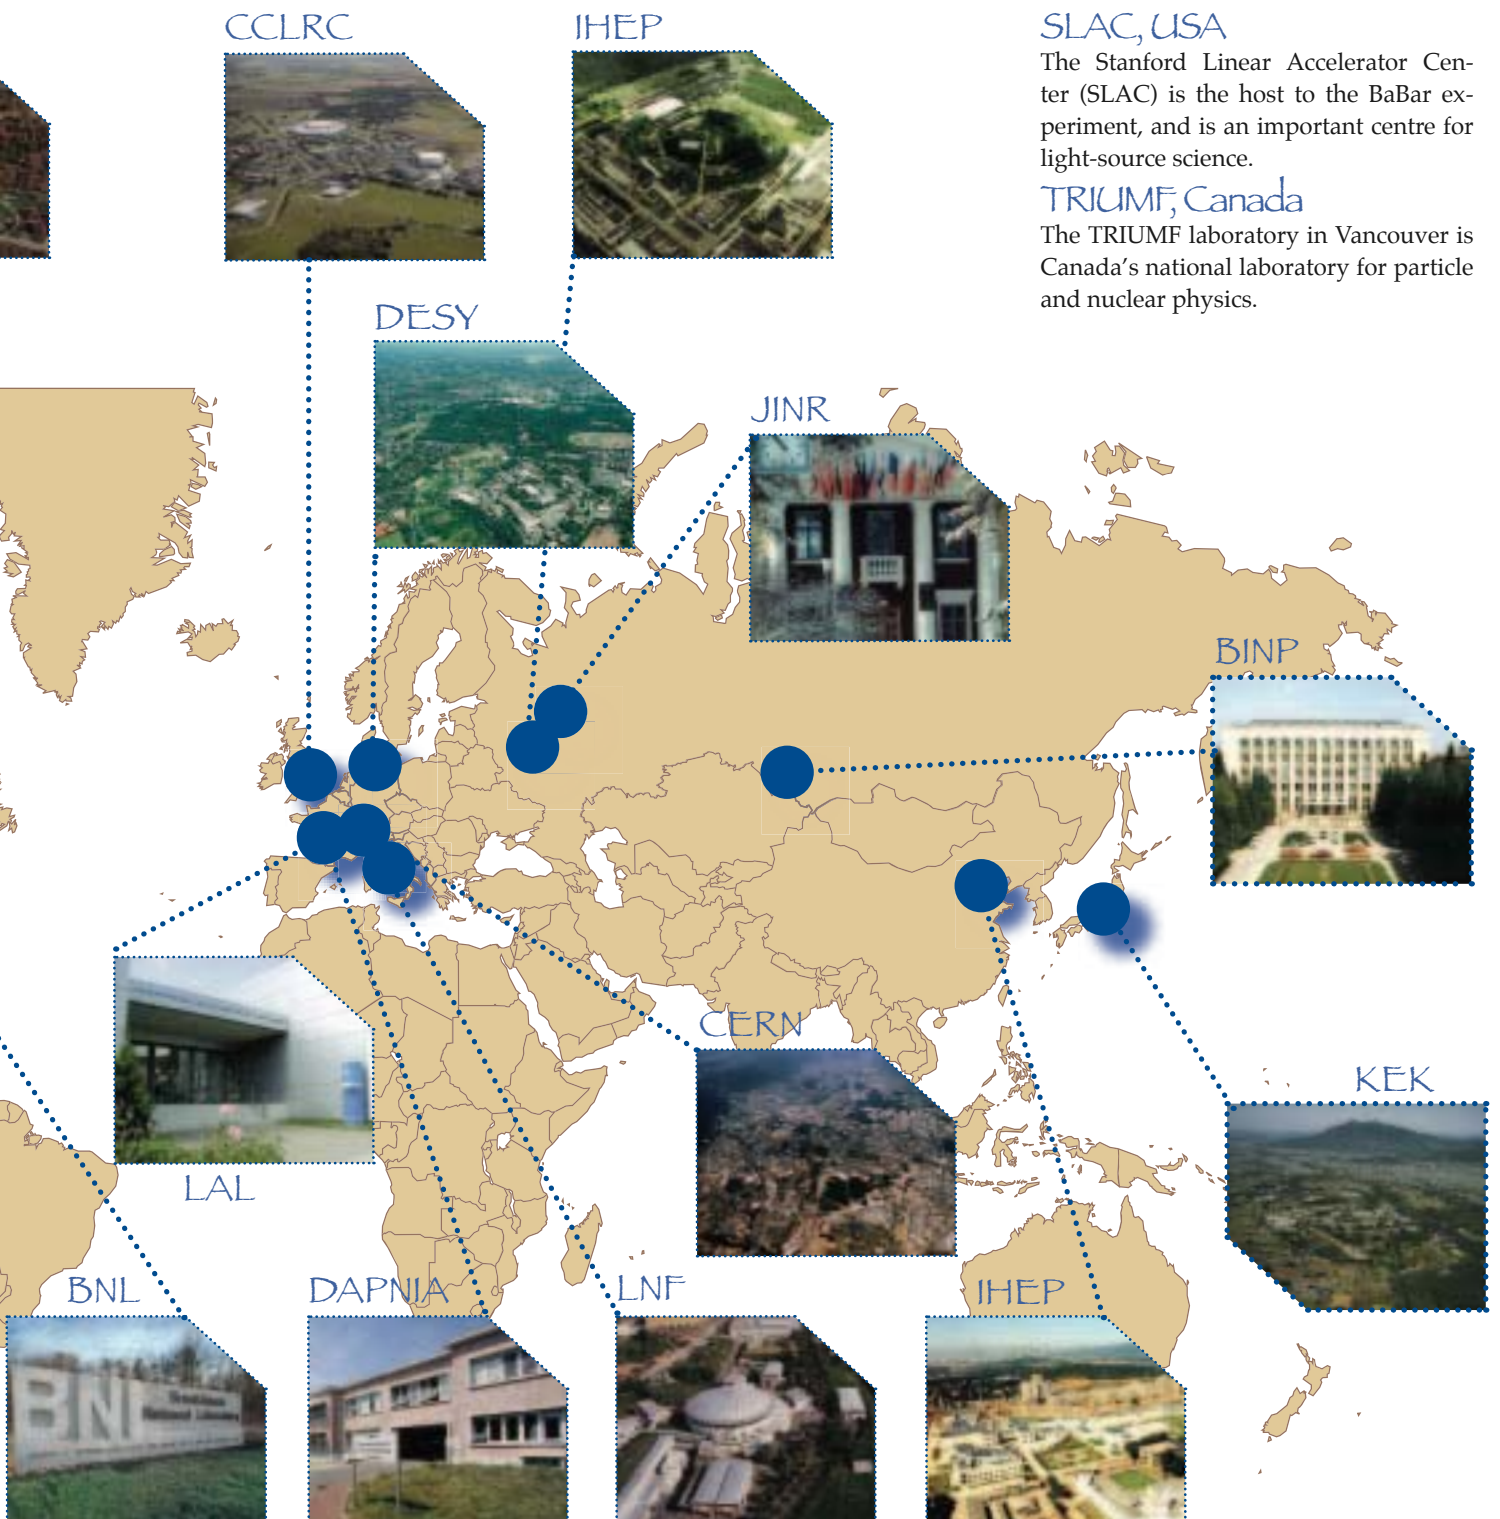 CCLRC
IHEP
SLAC, USA
The Stanford Linear Accelerator Cen-
ter (SLAC) is the host to the BaBar ex-
periment, and is an important centre for
light-source science.
TRIUMF, Canada
The TRIUMF laboratory in Vancouver is
Canada's national laboratory for particle
and nuclear physics.
DESY
JINR
BINP
CERN
KEK
LAL
BNL
DAPNIA
LNF
IHEP
BNL
National Laboratory